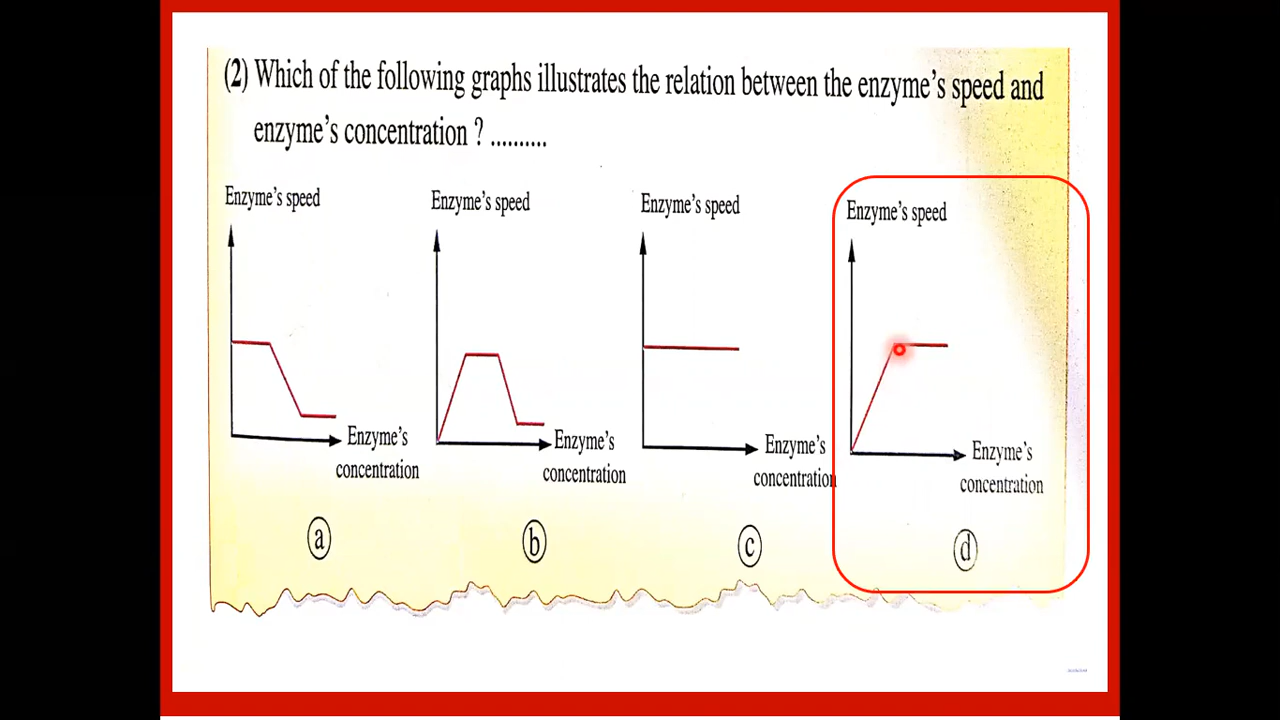 (2) Which of the following graphs illustrates the relation between the enzyme's speed and
enzyme's concentration ? ..........
Enzyme's speed
Enzyme's
concentration
a
Enzyme's speed
Enzyme's
concentration
b
Enzyme's speed
Enzyme's
concentration
c
Enzyme's speed
Enzyme's
concentration
d